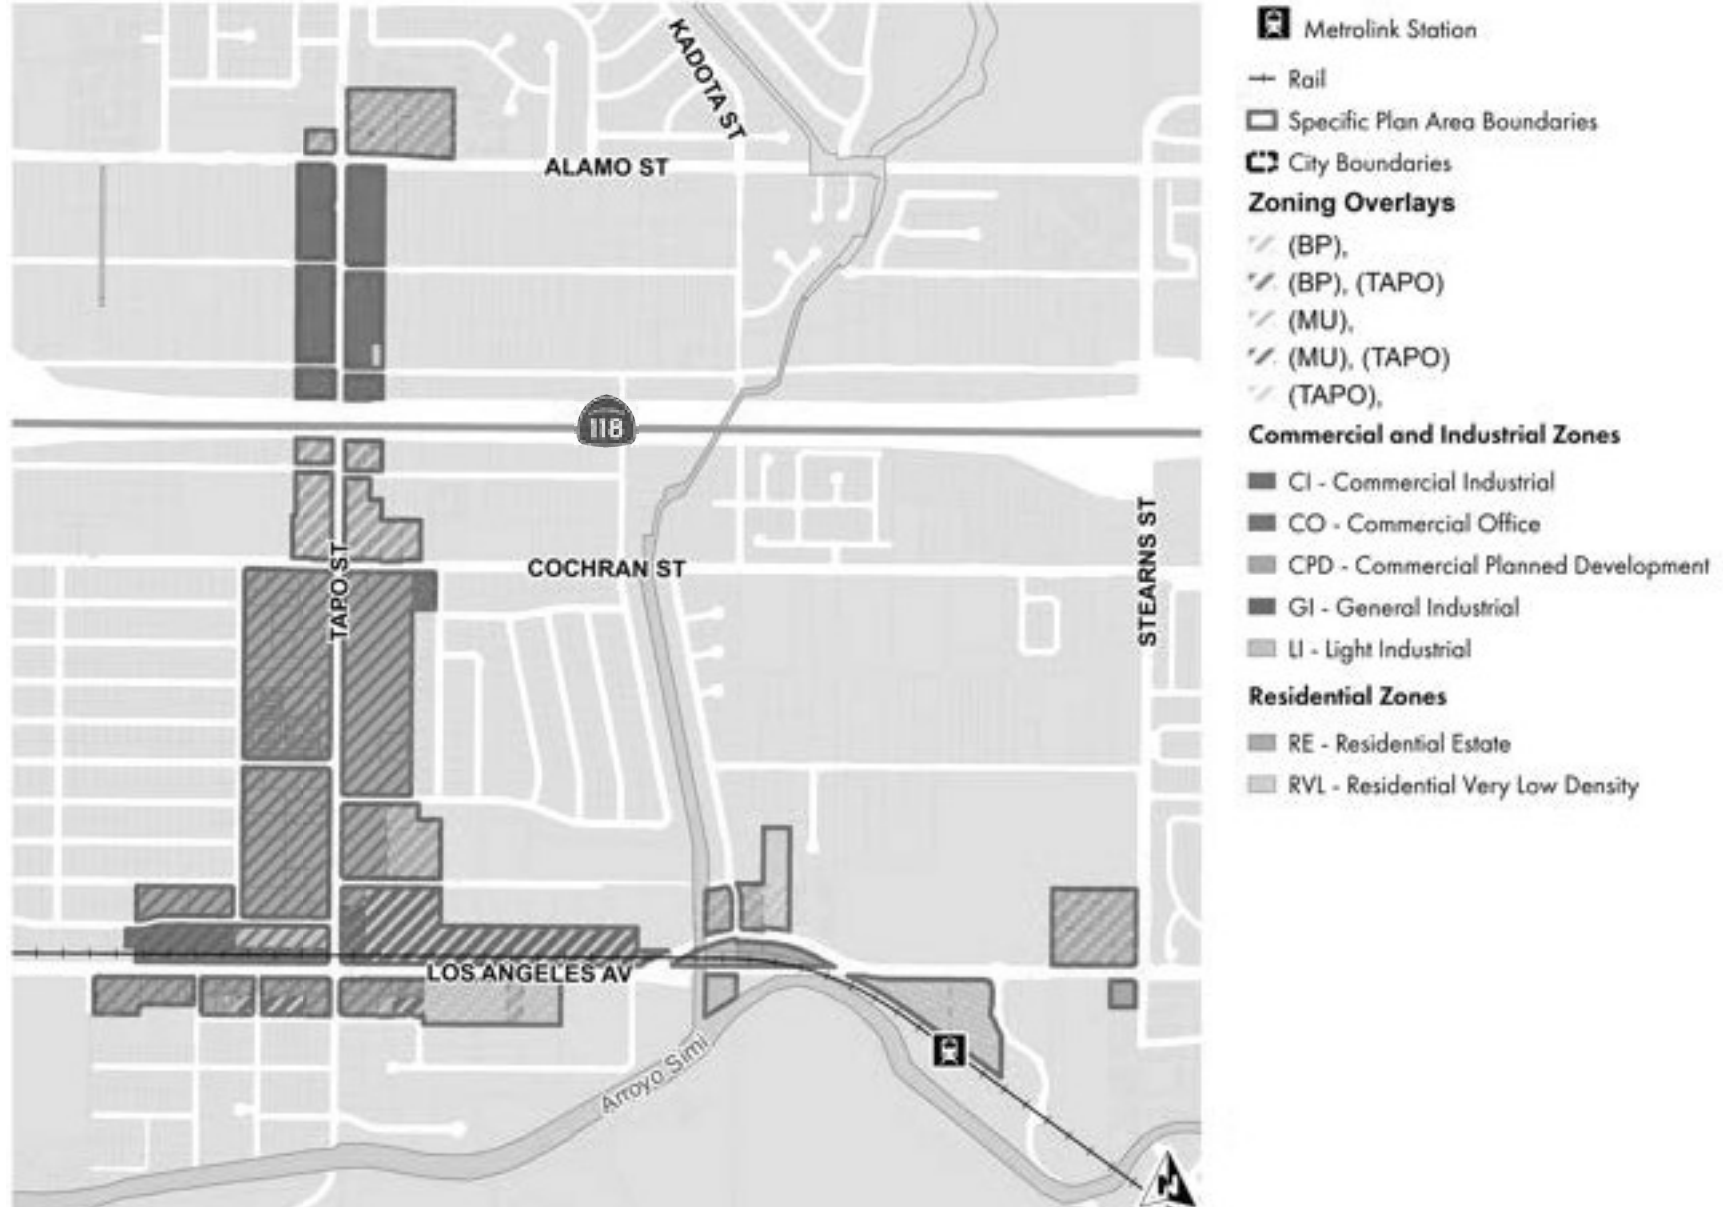 KADOTA ST
ALAMO ST
118
TAPO ST
COCHRAN ST
STEARNS ST
LOS ANGELES AV
Arroyo Simi
N
Metrolink Station
Rail
Specific Plan Area Boundaries
City Boundaries
Zoning Overlays
(BP),
(BP), (TAPO)
(MU),
(MU), (TAPO)
(TAPO),
Commercial and Industrial Zones
CI - Commercial Industrial
CO - Commercial Office
CPD - Commercial Planned Development
GI - General Industrial
LI - Light Industrial
Residential Zones
RE - Residential Estate
RVL - Residential Very Low Density